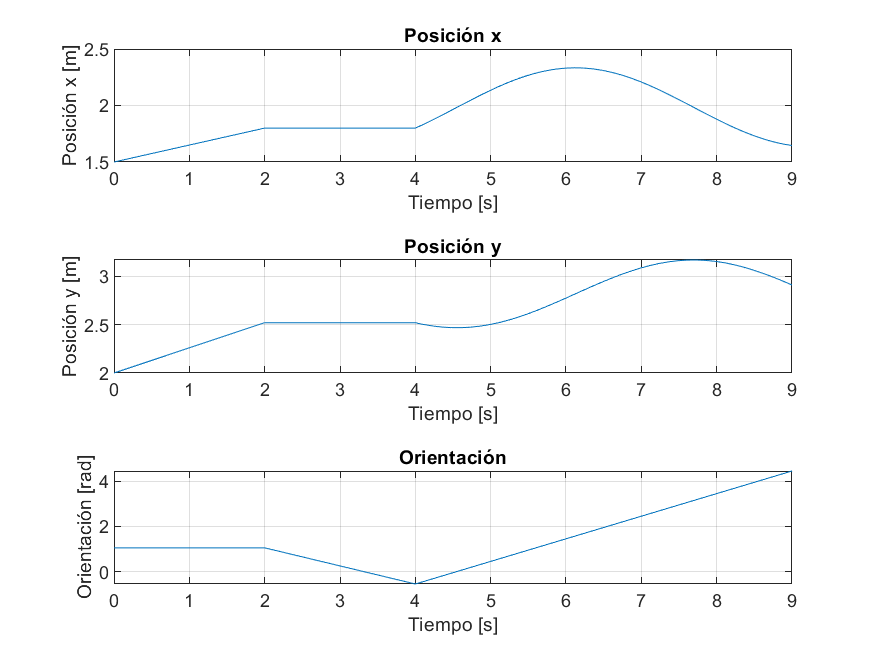 Posición x
Posición x [m]
2.5
2
1.5
0 1 2 3 4 5 6 7 8 9
Tiempo [s]
Posición y
Posición y [m]
3
2.5
2
0 1 2 3 4 5 6 7 8 9
Tiempo [s]
Orientación
Orientación [rad]
4
2
0
0 1 2 3 4 5 6 7 8 9
Tiempo [s]